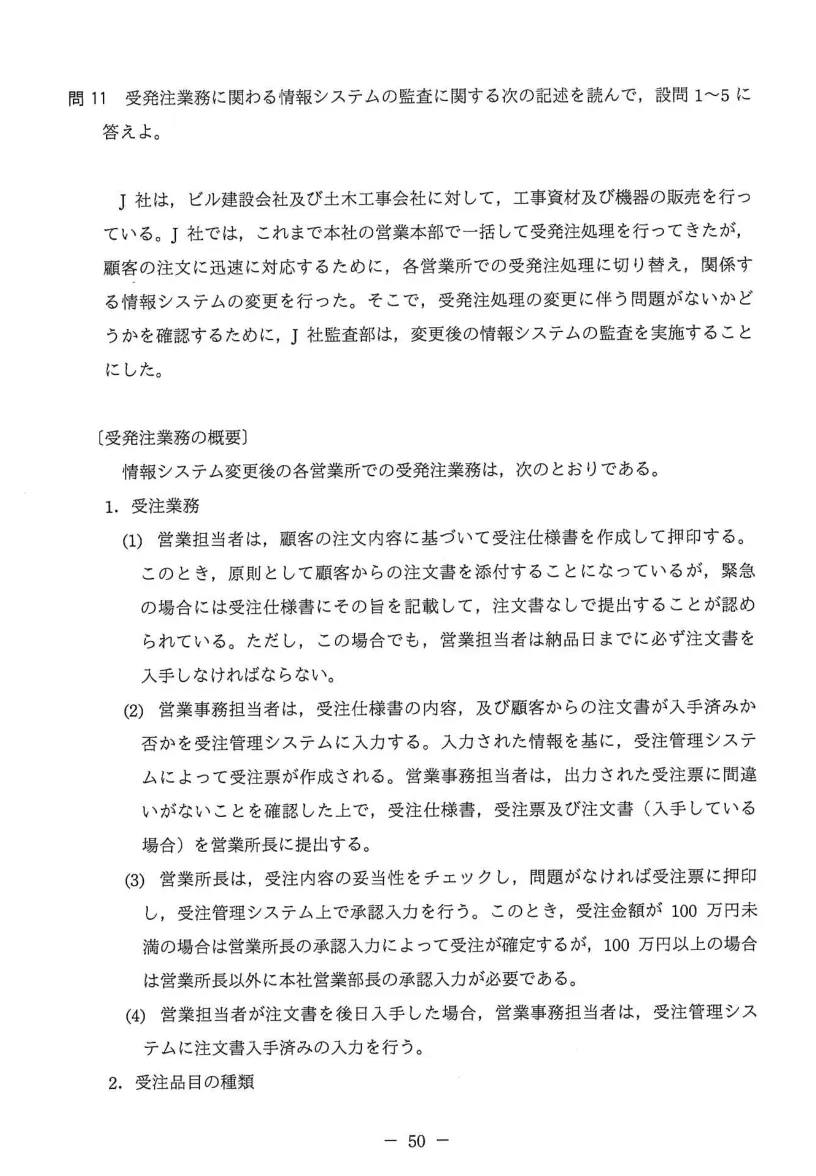 問 11 受発注業務に関わる情報システムの監査に関する次の記述を読んで，設問 1～5 に
答えよ。
J 社は，ビル建設会社及び土木工事会社に対して，工事資材及び機器の販売を行っ
ている。J 社では，これまで本社の営業本部で一括して受発注処理を行ってきたが，
顧客の注文に迅速に対応するために，各営業所での受発注処理に切り替え，関係す
る情報システムの変更を行った。そこで，受発注処理の変更に伴う問題がないかど
うかを確認するために，J 社監査部は，変更後の情報システムの監査を実施すること
にした。
〔受発注業務の概要〕
情報システム変更後の各営業所での受発注業務は，次のとおりである。
1．受注業務
(1) 営業担当者は，顧客の注文内容に基づいて受注仕様書を作成して押印する。
このとき，原則として顧客からの注文書を添付することになっているが，緊急
の場合には受注仕様書にその旨を記載して，注文書なしで提出することが認め
られている。ただし，この場合でも，営業担当者は納品日までに必ず注文書を
入手しなければならない。
(2) 営業事務担当者は，受注仕様書の内容，及び顧客からの注文書が入手済みか
否かを受注管理システムに入力する。入力された情報を基に，受注管理システ
ムによって受注票が作成される。営業事務担当者は，出力された受注票に間違
いがないことを確認した上で，受注仕様書，受注票及び注文書（入手している
場合）を営業所長に提出する。
(3) 営業所長は，受注内容の妥当性をチェックし，問題がなければ受注票に押印
し，受注管理システム上で承認入力を行う。このとき，受注金額が 100 万円未
満の場合は営業所長の承認入力によって受注が確定するが，100 万円以上の場合
は営業所長以外に本社営業部長の承認入力が必要である。
(4) 営業担当者が注文書を後日入手した場合，営業事務担当者は，受注管理シス
テムに注文書入手済みの入力を行う。
2．受注品目の種類
－ 50 －